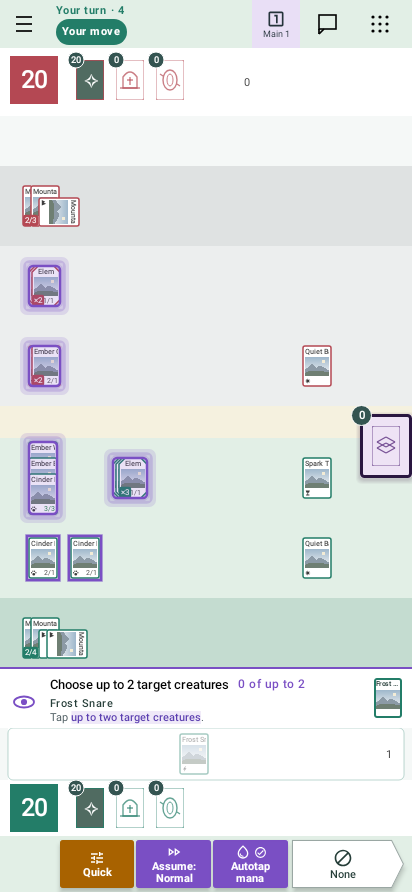 Your turn · 4
Your move
1
Main 1
20
20
0
0
0
M
Mounta
Mounta
2/3
Elem
×2
1/1
Ember
×2
2/1
Quiet B
0
Ember
Ember
Cinder
3/3
Elem
×3
1/1
Spark T
Cinder
2/1
Cinder
2/1
Quiet B
M
Mounta
Mounta
2/4
Choose up to 2 target creatures
0 of up to 2
Frost Snare
Tap up to two target creatures.
Frost ...
Frost Sr
1
20
20
0
0
Quick
Assume:
Normal
Autotap
mana
None